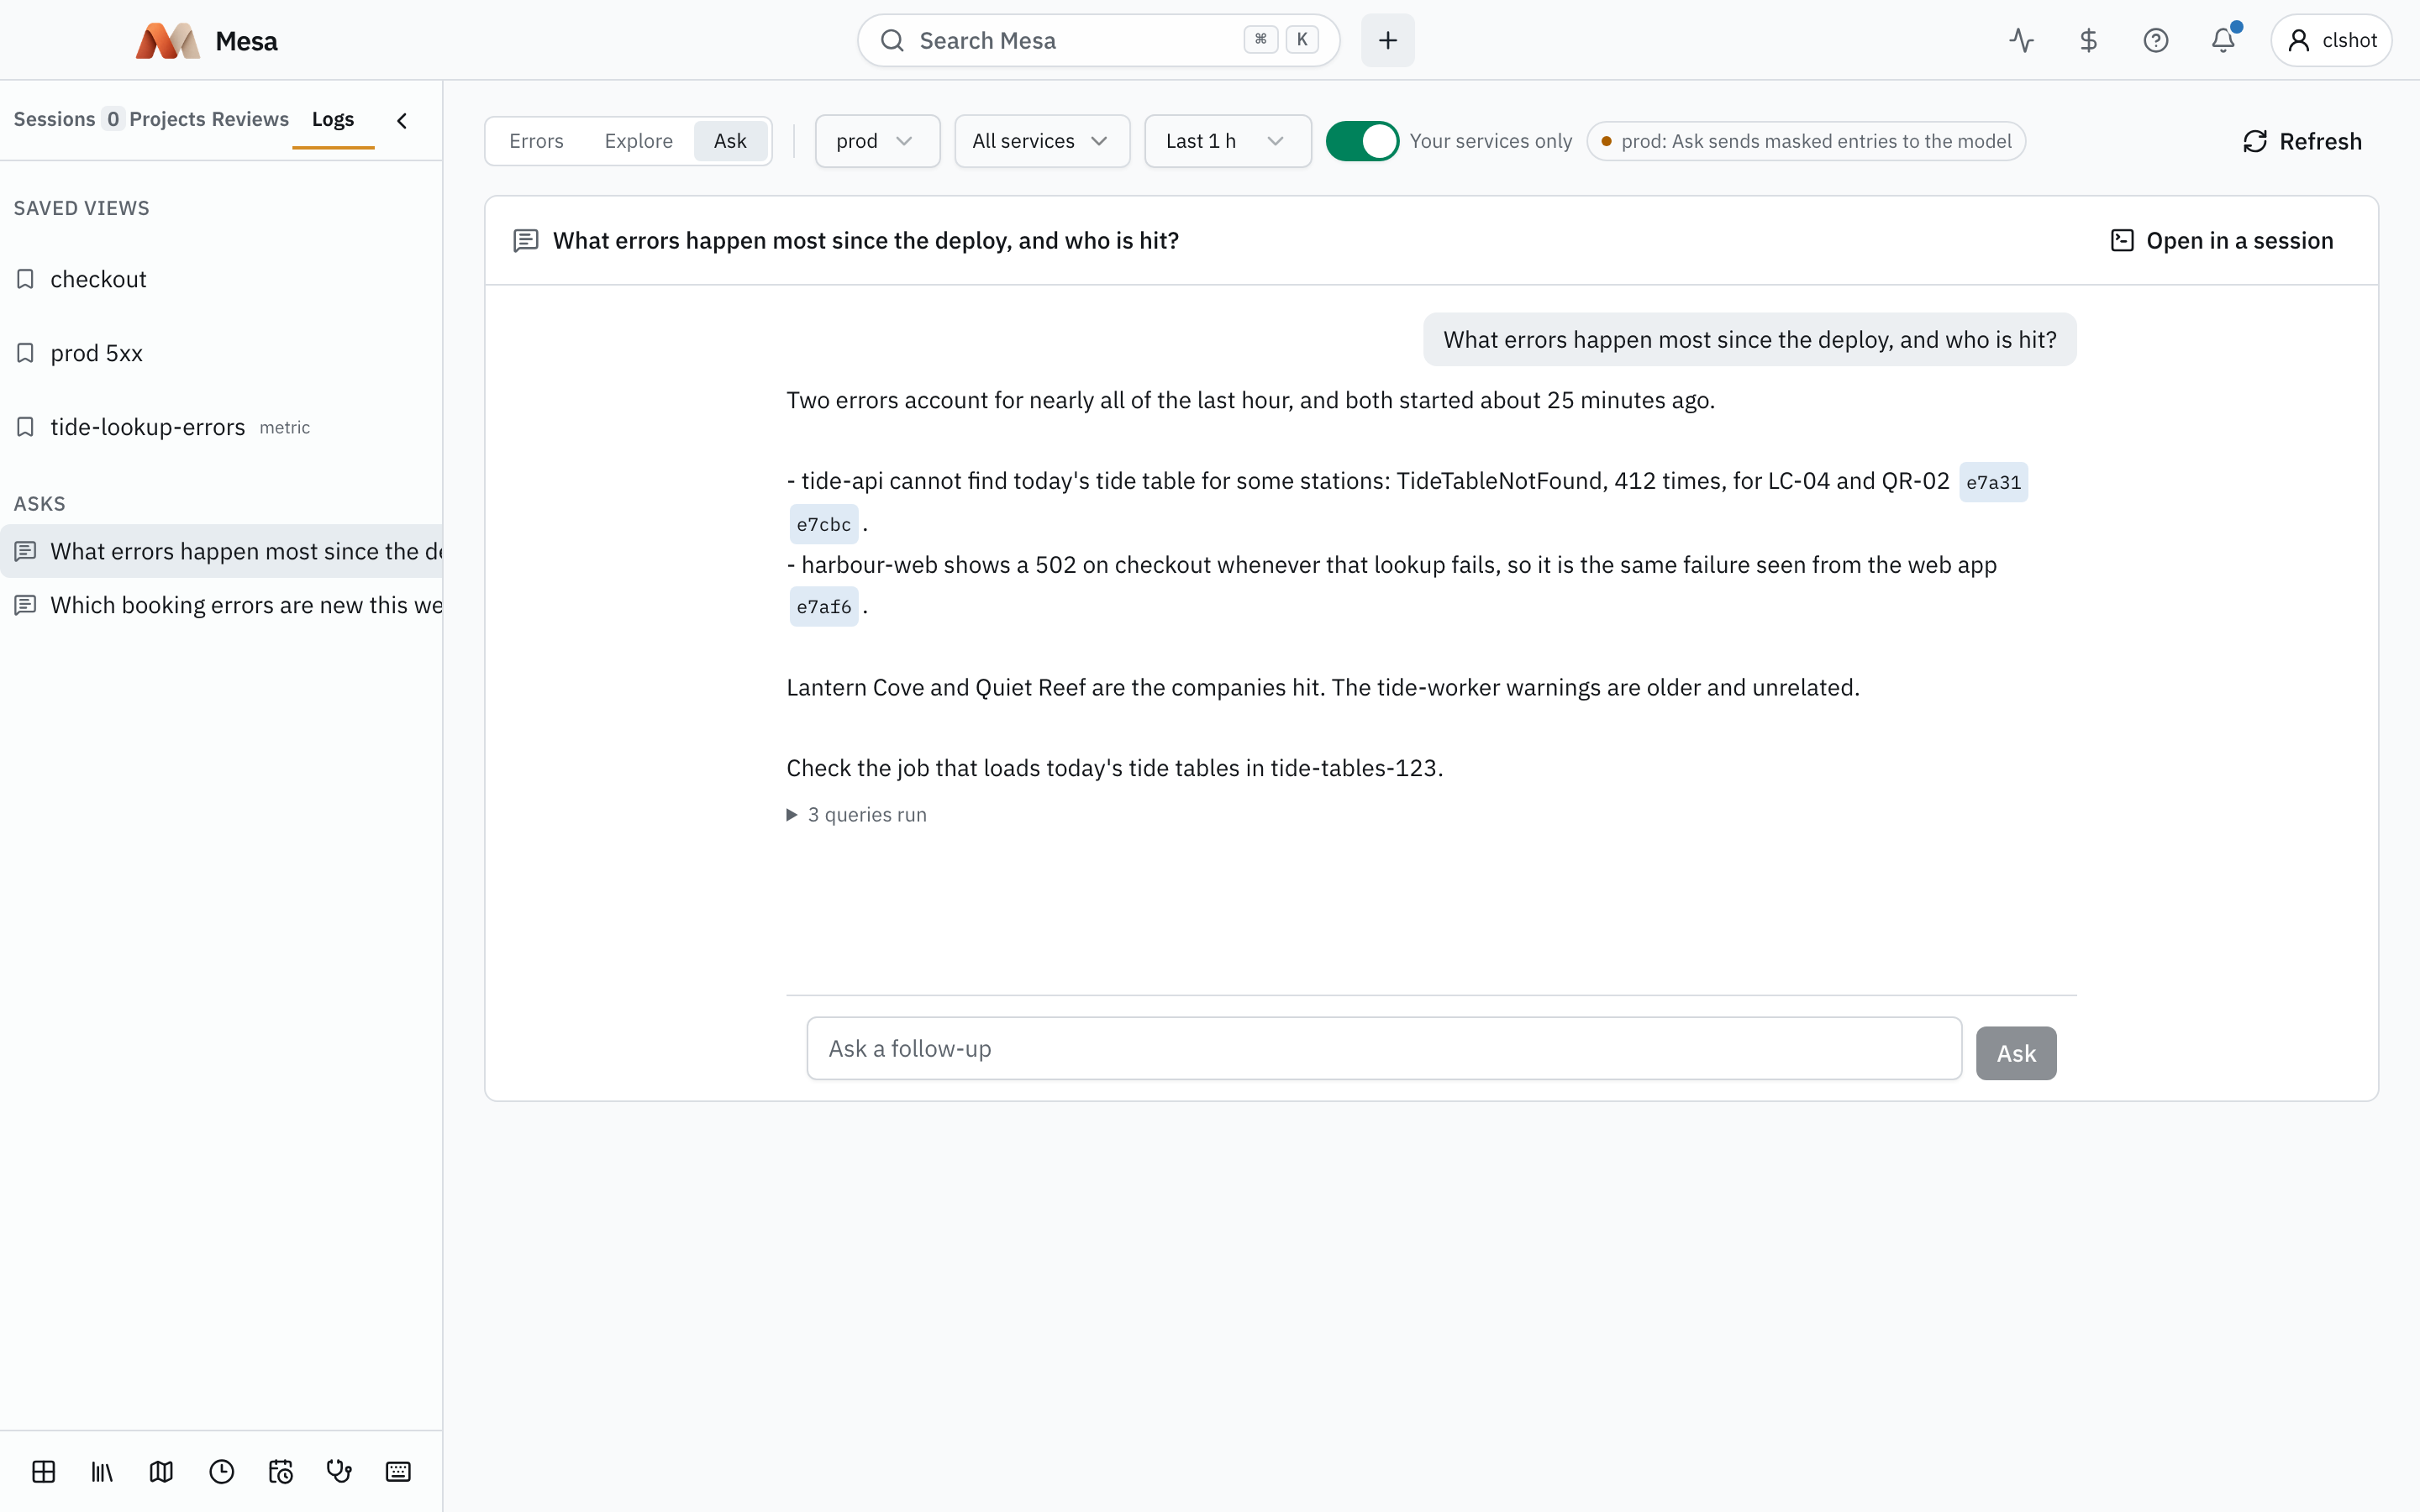 Mesa
Search Mesa
⌘ K
clshot
Sessions 0 Projects Reviews Logs
SAVED VIEWS
checkout
prod 5xx
tide-lookup-errors metric
ASKS
What errors happen most since the de
Which booking errors are new this we
Errors Explore Ask
prod
All services
Last 1 h
Your services only
prod: Ask sends masked entries to the model
Refresh
What errors happen most since the deploy, and who is hit?
Open in a session
What errors happen most since the deploy, and who is hit?
Two errors account for nearly all of the last hour, and both started about 25 minutes ago.
- tide-api cannot find today's tide table for some stations: TideTableNotFound, 412 times, for LC-04 and QR-02 e7a31
e7cbc .
- harbour-web shows a 502 on checkout whenever that lookup fails, so it is the same failure seen from the web app
e7af6 .
Lantern Cove and Quiet Reef are the companies hit. The tide-worker warnings are older and unrelated.
Check the job that loads today's tide tables in tide-tables-123.
3 queries run
Ask a follow-up
Ask